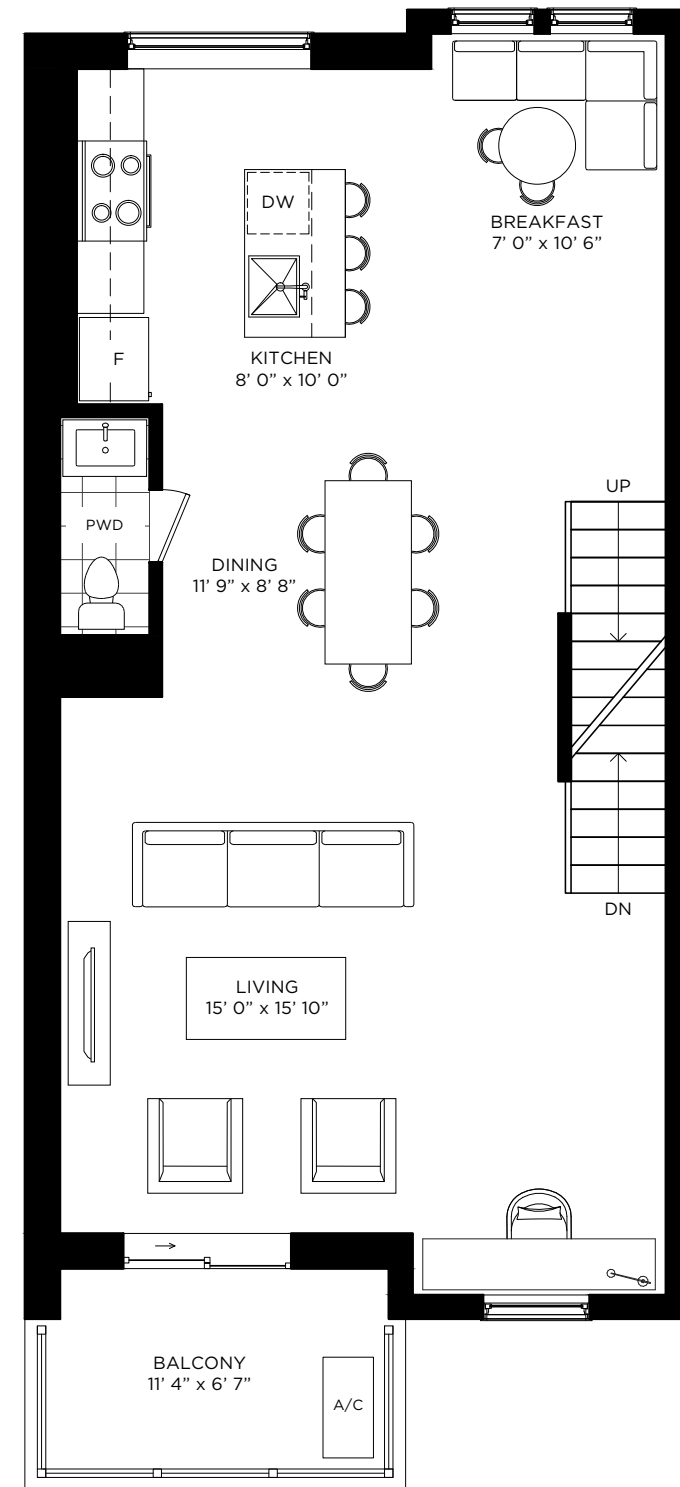 DW
BREAKFAST
7’ 0” x 10’ 6”
F
KITCHEN
8’ 0” x 10’ 0”
UP
PWD
DINING
11’ 9” x 8’ 8”
DN
LIVING
15’ 0” x 15’ 10”
BALCONY
11’ 4” x 6’ 7”
A/C